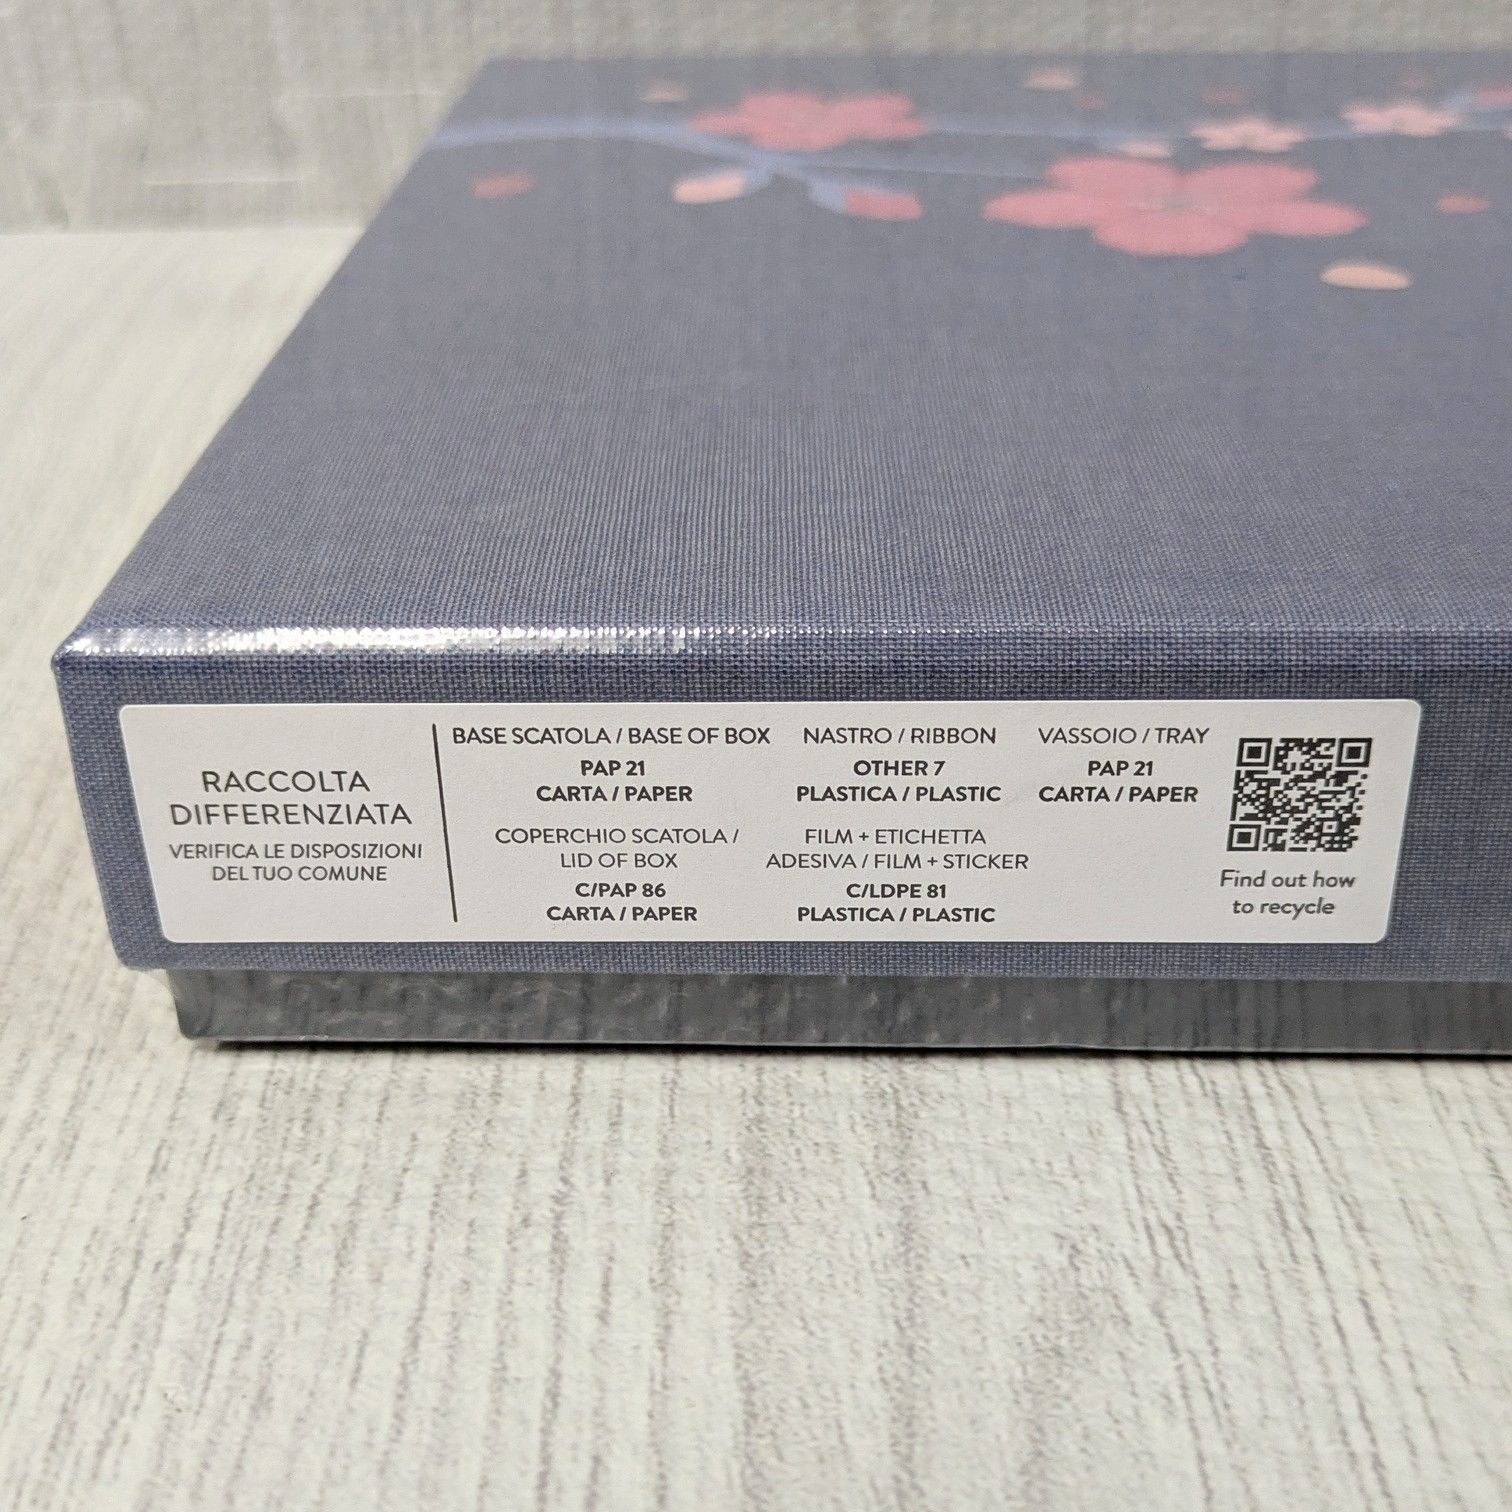 RACCOLTA
DIFFERENZIATA
VERIFICA LE DISPOSIZIONI
DEL TUO COMUNE
BASE SCATOLA / BASE OF BOX
PAP 21
CARTA / PAPER
COPERCHIO SCATOLA /
LID OF BOX
C/PAP 86
CARTA / PAPER
NASTRO / RIBBON
OTHER 7
PLASTICA / PLASTIC
FILM + ETICHETTA
ADESIVA / FILM + STICKER
C/LDPE 81
PLASTICA / PLASTIC
VASSOIO / TRAY
PAP 21
CARTA / PAPER
Find out how
to recycle